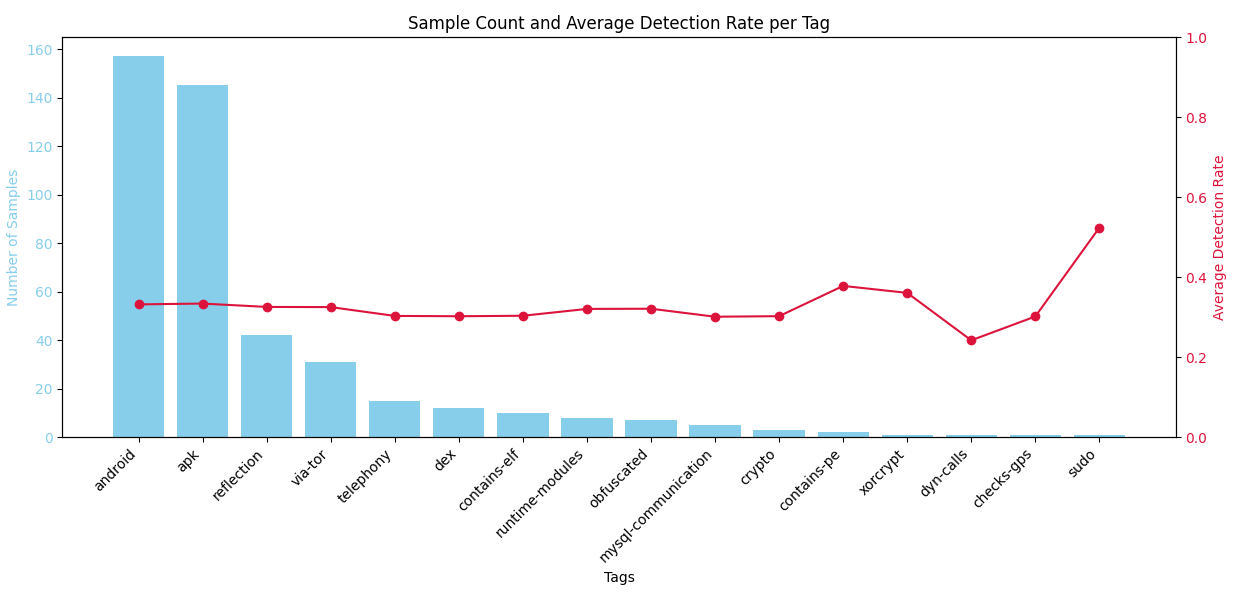 Sample Count and Average Detection Rate per Tag
Number of Samples
160
140
120
100
80
60
40
20
0
1.0
0.8
0.6
0.4
0.2
0.0
Average Detection Rate
android
apk
reflection
via-tor
telephony
dex
contains-elf
runtime-modules
obfuscated
mysql-communication
crypto
contains-pe
xorcrypt
dyn-calls
checks-gps
sudo
Tags